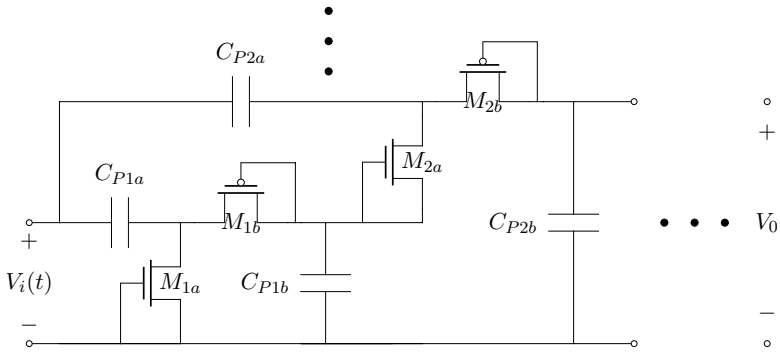 C_{P2a}
M_{2b}
C_{P1a}
M_{2a}
M_{1b}
+
C_{P2b}
V_0
+
V_i(t)
M_{1a}
C_{P1b}
−
−